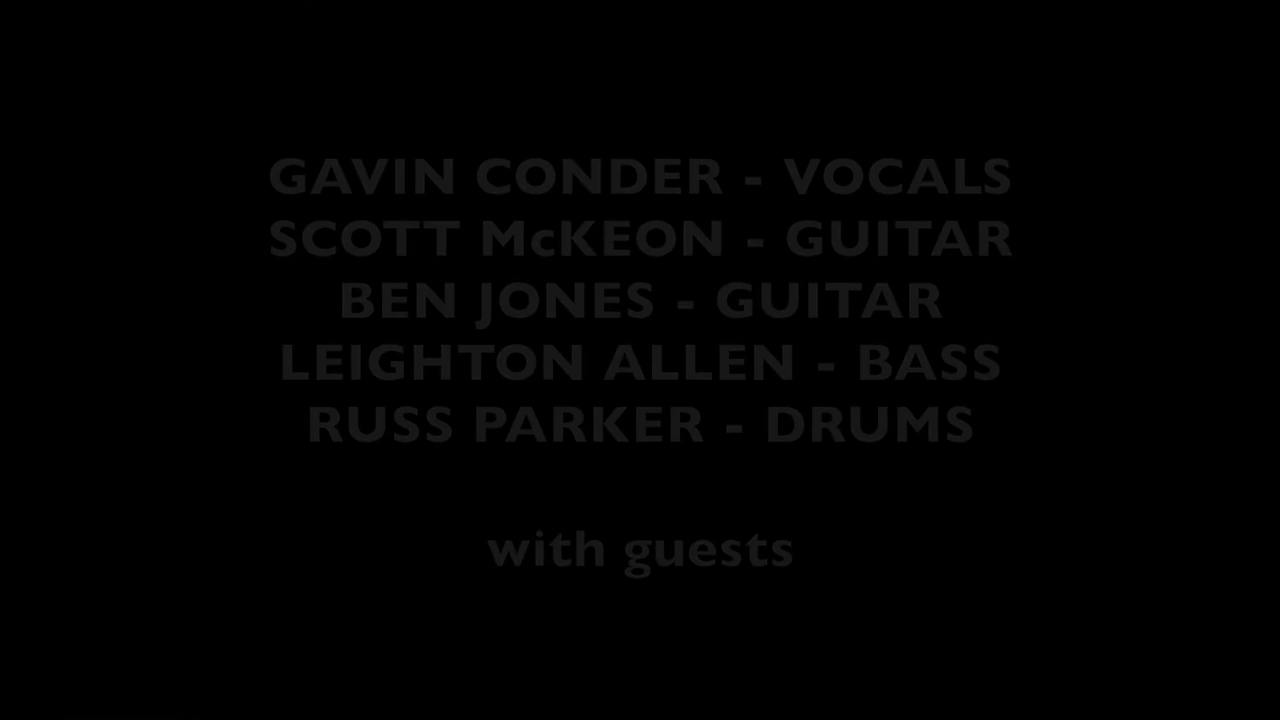 GAVIN CONDER - VOCALS
SCOTT McKEON - GUITAR
BEN JONES - GUITAR
LEIGHTON ALLEN - BASS
RUSS PARKER - DRUMS
with guests